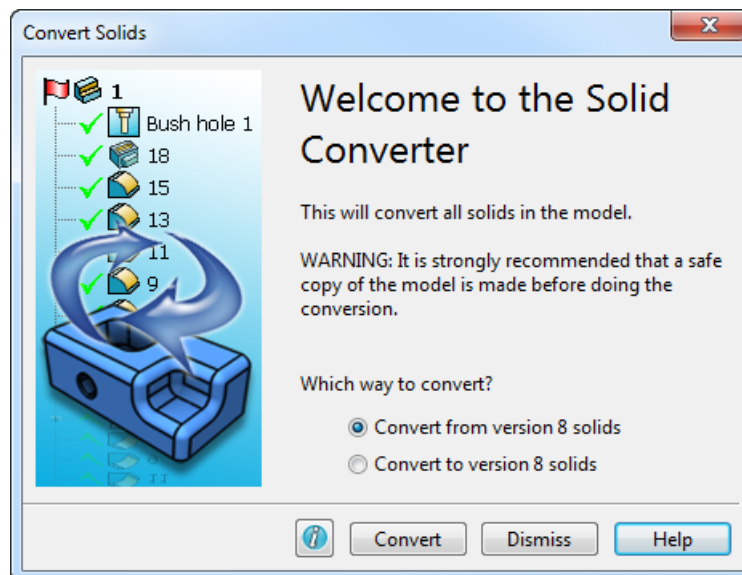 Convert Solids
1
Bush hole 1
18
15
13
11
9
Welcome to the Solid
Converter
This will convert all solids in the model.
WARNING: It is strongly recommended that a safe
copy of the model is made before doing the
conversion.
Which way to convert?
Convert from version 8 solids
Convert to version 8 solids
Convert
Dismiss
Help